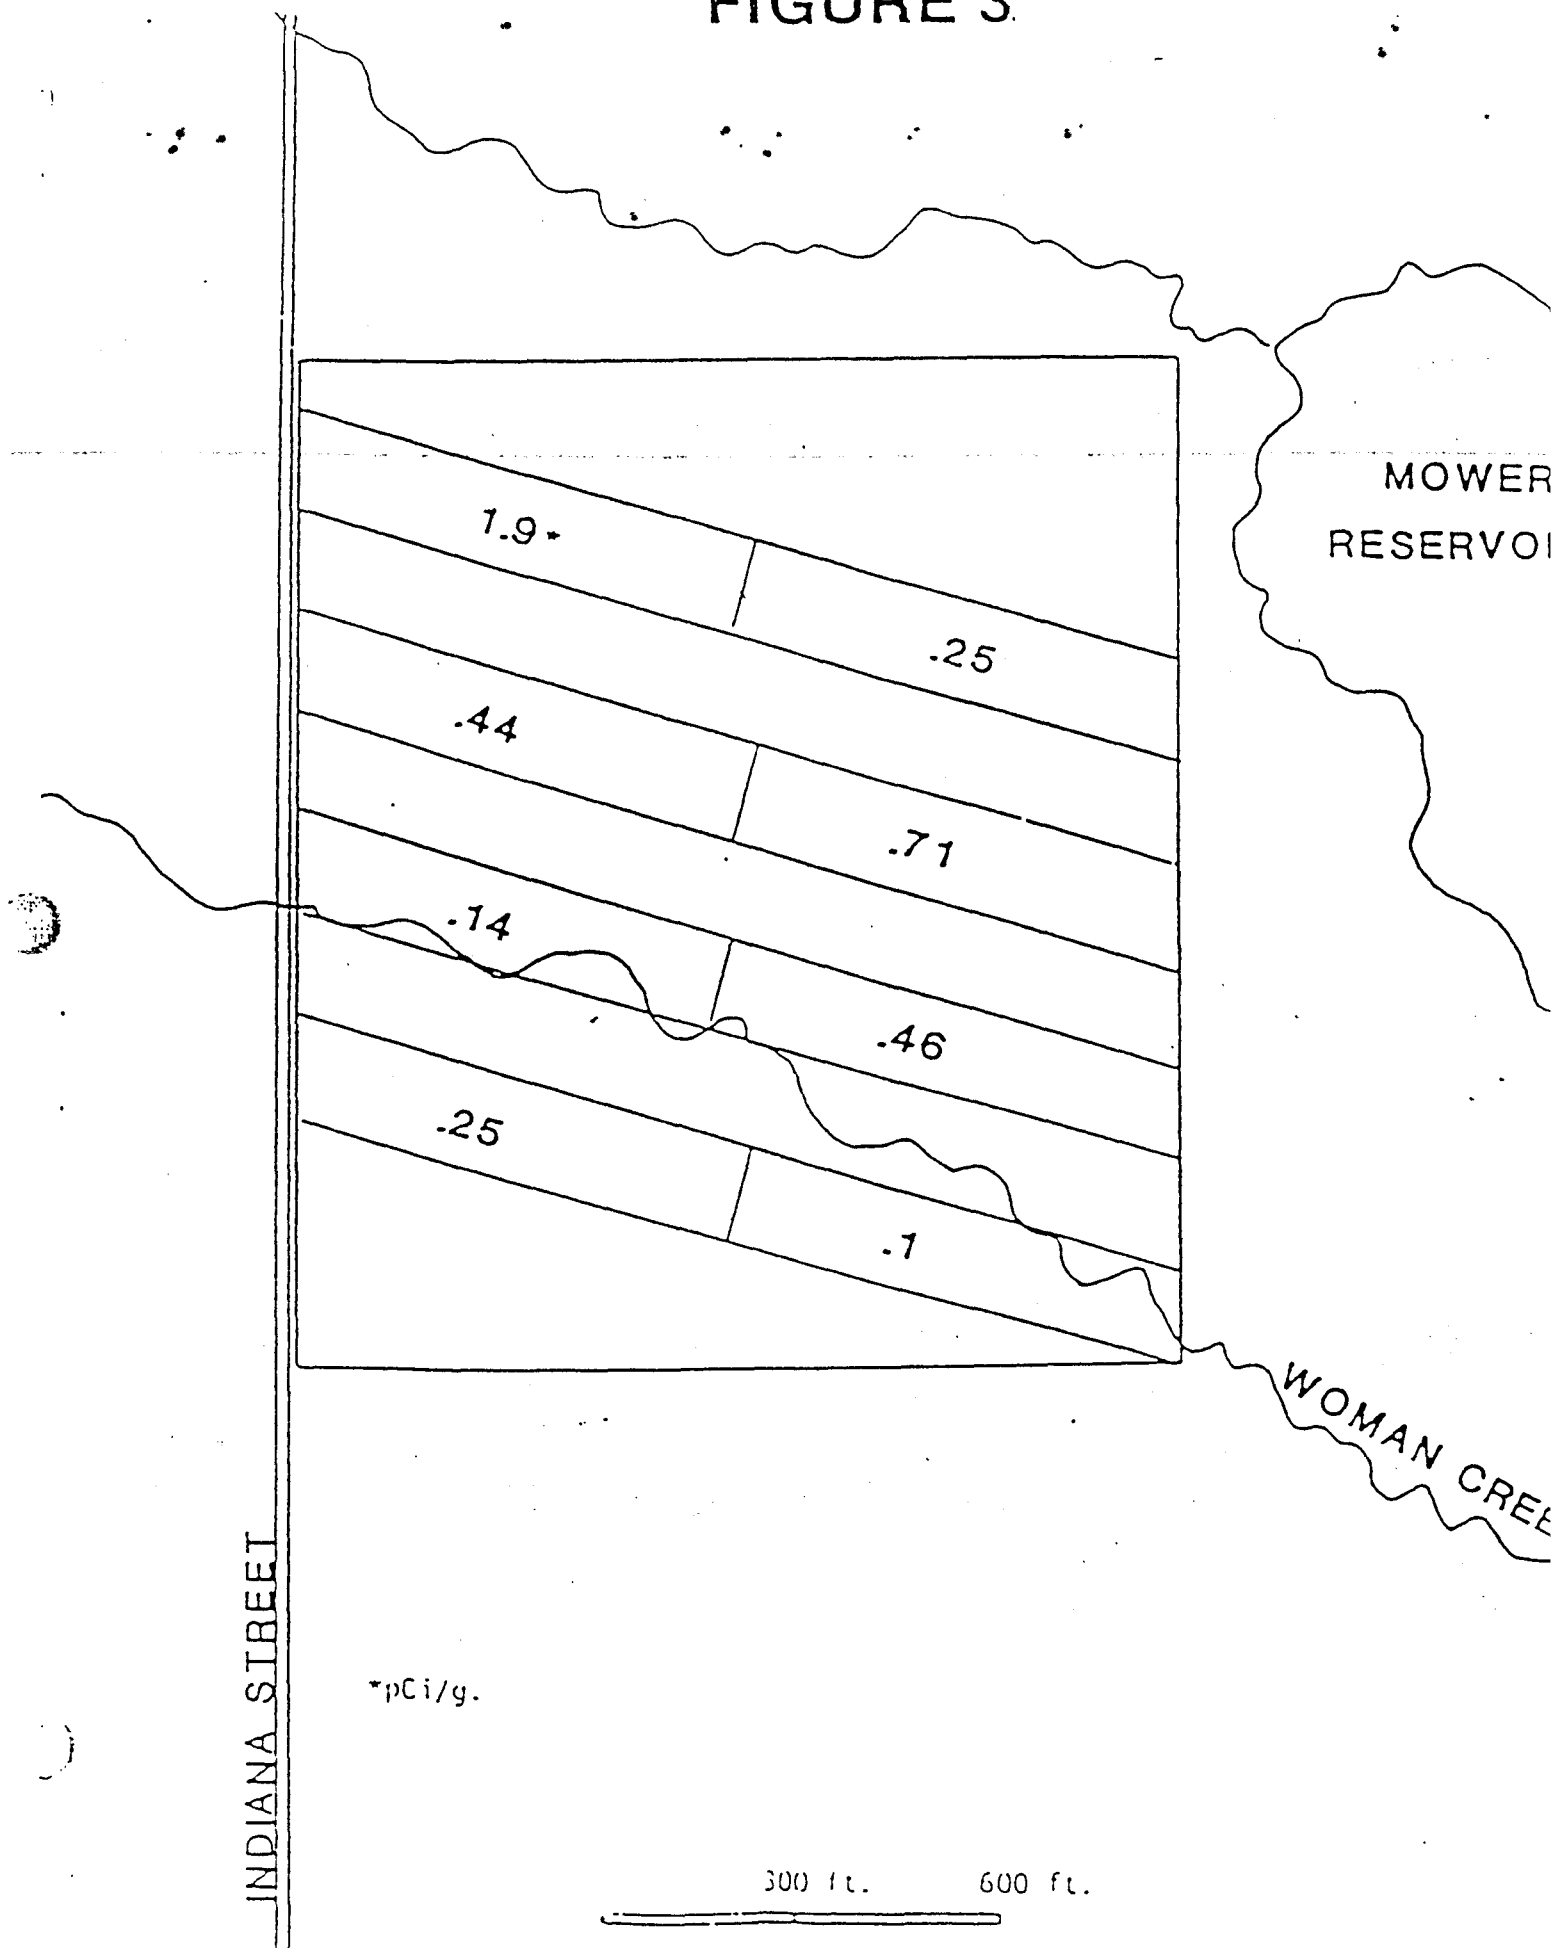 FIGURE 3
MOWER
RESERVOI
1.9*
.25
.44
.71
.14
.46
.25
.1
WOMAN CREE
INDIANA STREET
*pCi/g.
300 ft. 600 ft.